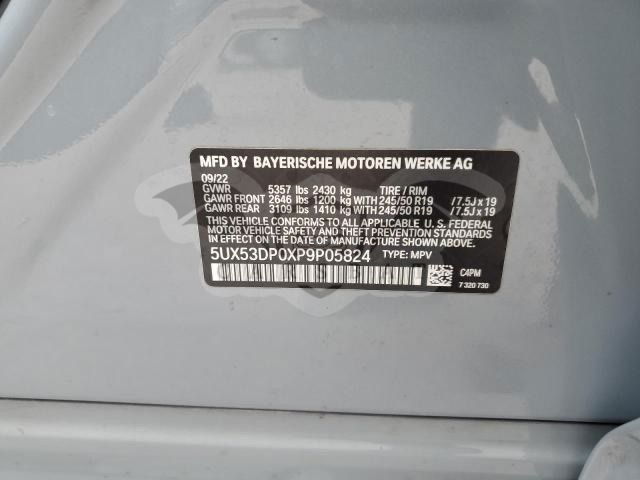 MFD BY BAYERISCHE MOTOREN WERKE AG
09/22
GVWR 5357 lbs 2430 kg TIRE / RIM
GAWR FRONT 2646 lbs 1200 kg WITH 245/50 R19 /7.5J x 19
GAWR REAR 3109 lbs 1410 kg WITH 245/50 R19 /7.5J x 19
THIS VEHICLE CONFORMS TO ALL APPLICABLE U. S. FEDERAL
MOTOR VEHICLE SAFETY, BUMPER, AND THEFT PREVENTION
STANDARDS IN EFFECT ON THE DATE OF MANUFACTURE SHOWN ABOVE.
5UX53DP0XP9P05824 TYPE: MPV
C4PM
7 320 730